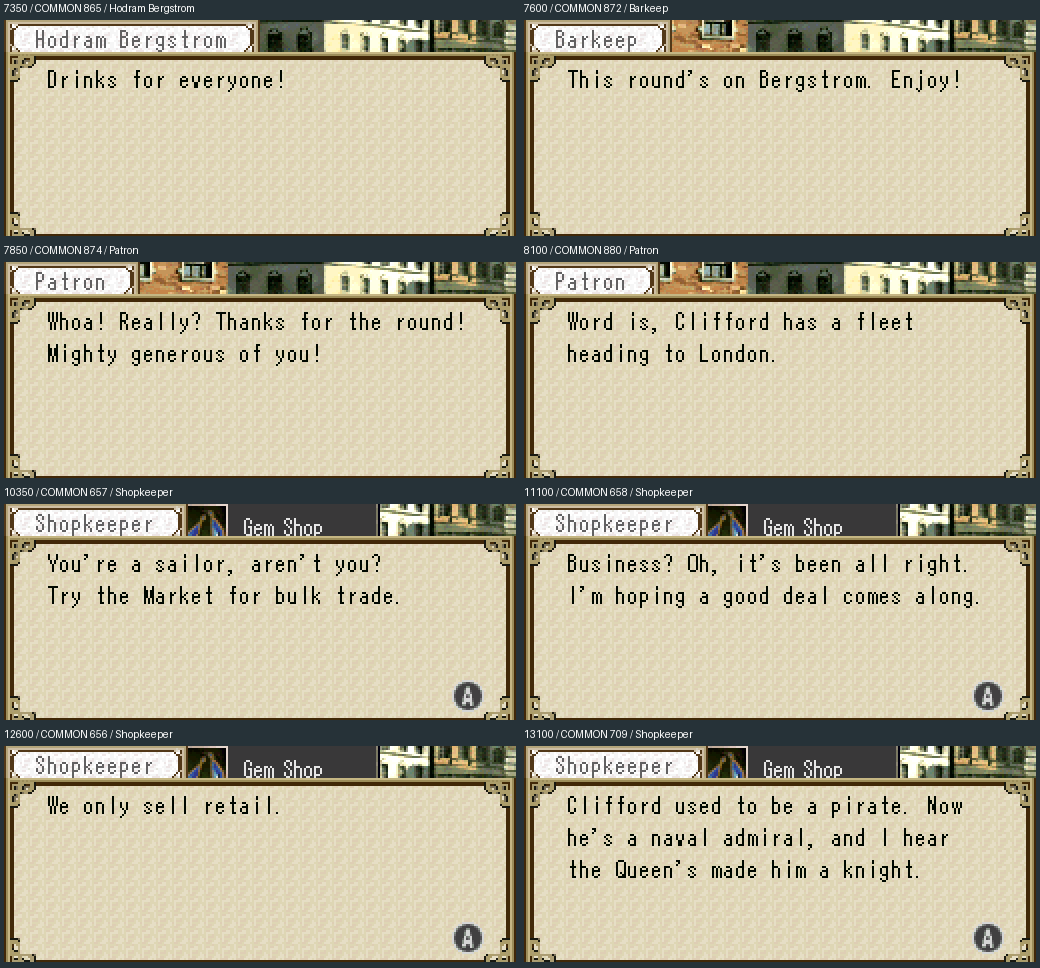 7350 / COMMON 865 / Hodram Bergstrom
Hodram Bergstrom
Drinks for everyone!
7600 / COMMON 872 / Barkeep
Barkeep
This round's on Bergstrom. Enjoy!
7850 / COMMON 874 / Patron
Patron
Whoa! Really? Thanks for the round!
Mighty generous of you!
8100 / COMMON 880 / Patron
Patron
Word is, Clifford has a fleet
heading to London.
10350 / COMMON 657 / Shopkeeper
Shopkeeper
Gem Shop
You're a sailor, aren't you?
Try the Market for bulk trade.
A
11100 / COMMON 658 / Shopkeeper
Shopkeeper
Gem Shop
Business? Oh, it's been all right.
I'm hoping a good deal comes along.
A
12600 / COMMON 656 / Shopkeeper
Shopkeeper
Gem Shop
We only sell retail.
A
13100 / COMMON 709 / Shopkeeper
Shopkeeper
Gem Shop
Clifford used to be a pirate. Now
he's a naval admiral, and I hear
the Queen's made him a knight.
A